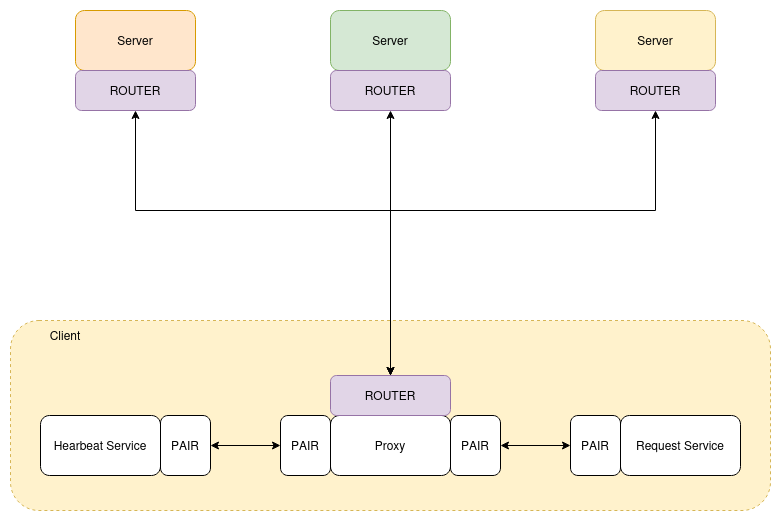 Server
Server
Server
ROUTER
ROUTER
ROUTER
Client
ROUTER
Hearbeat Service
PAIR
PAIR
Proxy
PAIR
PAIR
Request Service